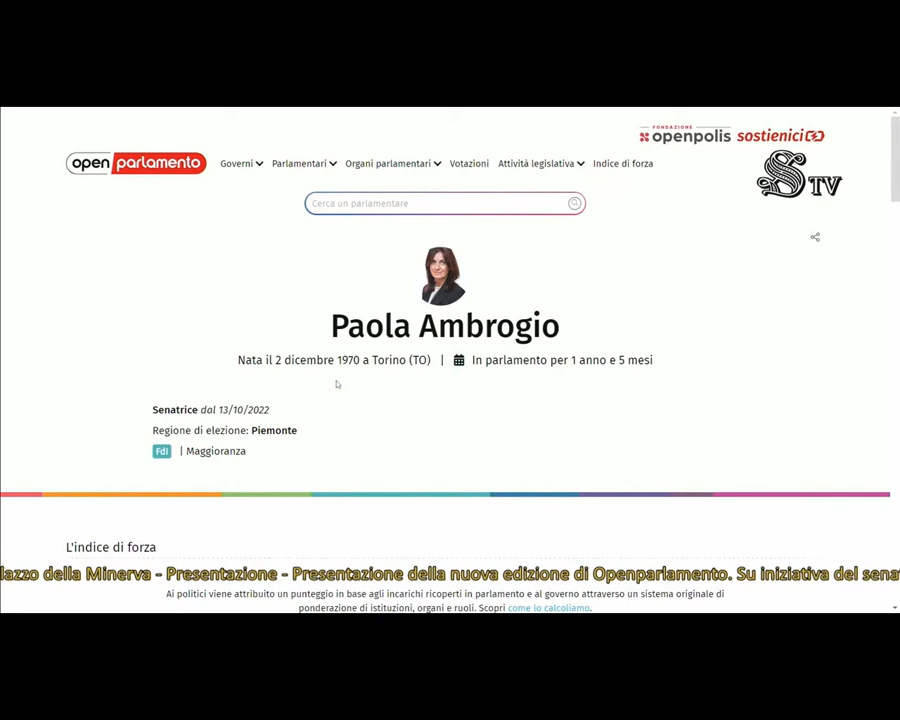 FONDAZIONE
openpolis sostienici
openparlamento Governi Parlamentari Organi parlamentari Votazioni Attività legislativa Indice di forza
S TV
Cerca un parlamentare
Paola Ambrogio
Nata il 2 dicembre 1970 a Torino (TO) | In parlamento per 1 anno e 5 mesi
Senatrice dal 13/10/2022
Regione di elezione: Piemonte
FdI | Maggioranza
L'indice di forza
lazzo della Minerva - Presentazione - Presentazione della nuova edizione di Openparlamento. Su iniziativa del sena
Ai politici viene attribuito un punteggio in base agli incarichi ricoperti in parlamento e al governo attraverso un sistema originale di
ponderazione di istituzioni, organi e ruoli. Scopri come lo calcoliamo.